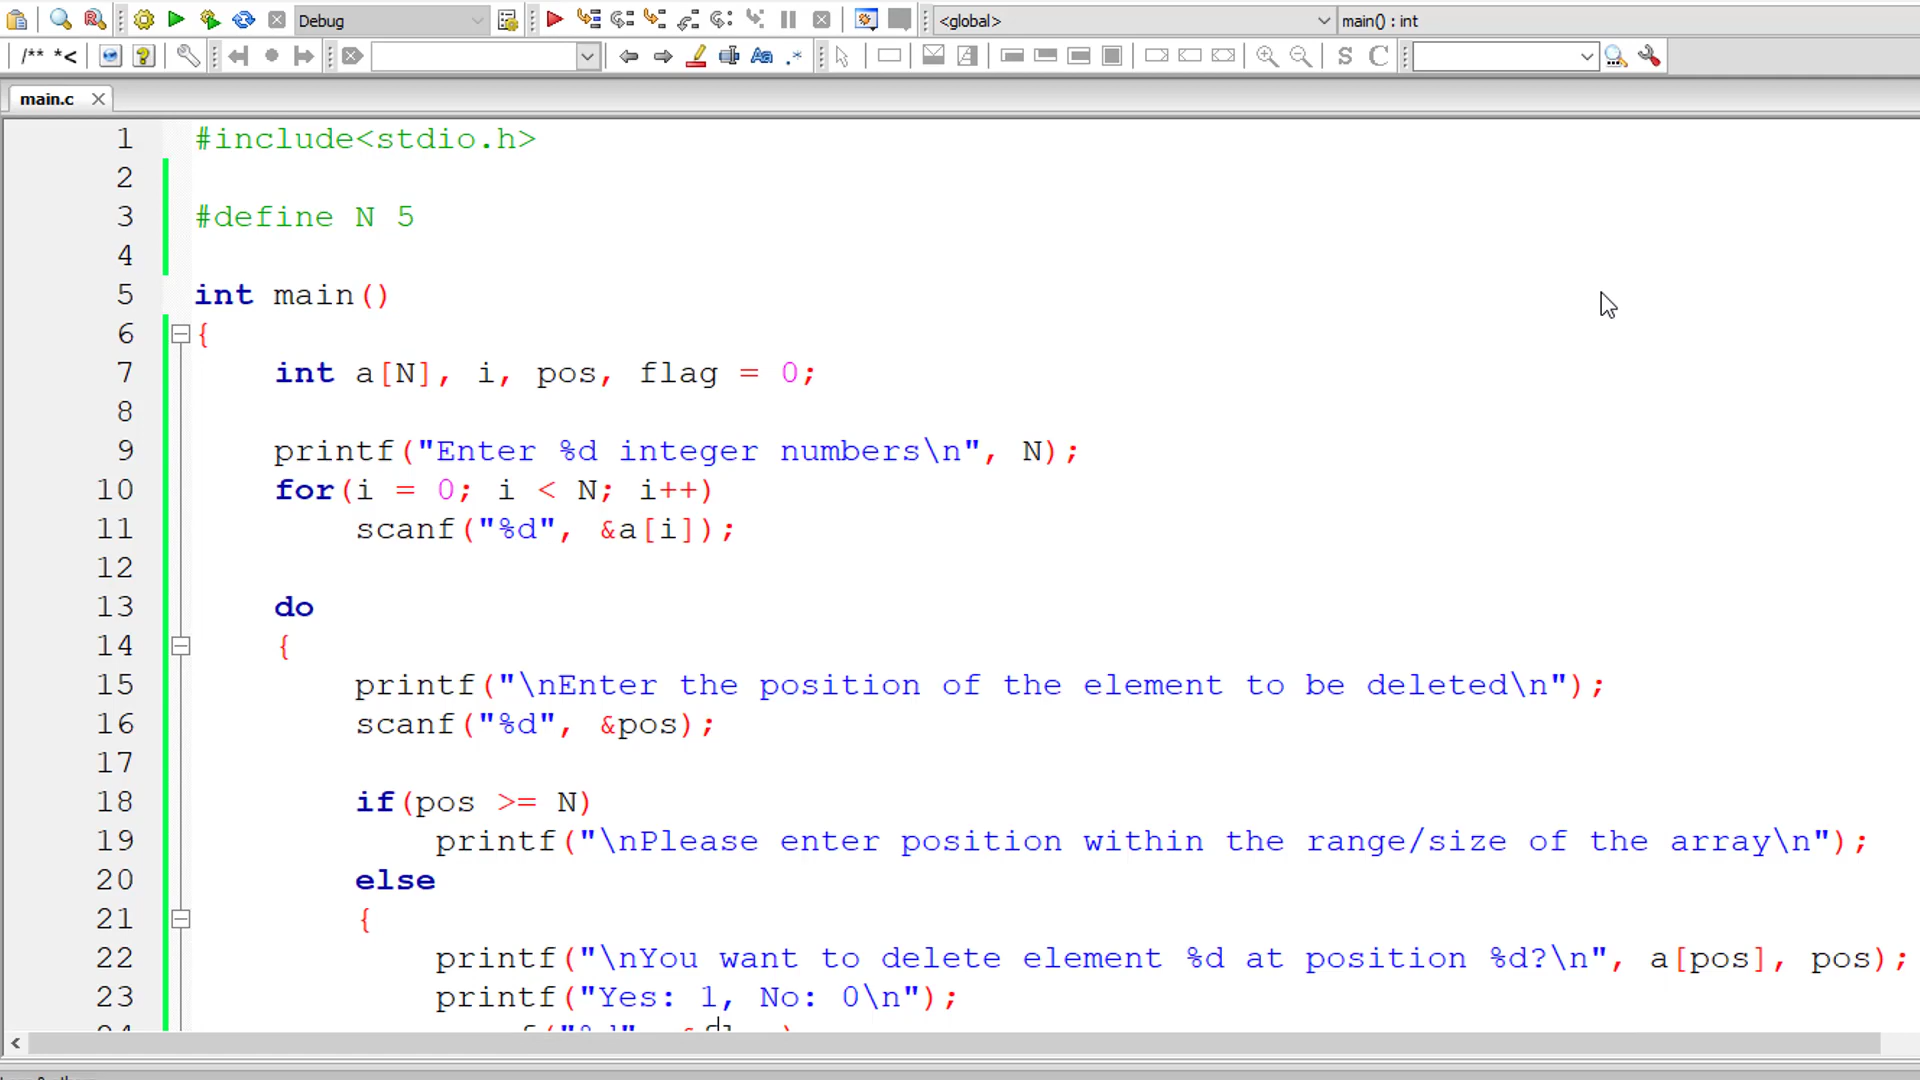 Debug
<global>
main() : int
/** *<
Aa .*
S C
main.c
1 #include<stdio.h>
2
3 #define N 5
4
5 int main()
6 {
7 int a[N], i, pos, flag = 0;
8
9 printf("Enter %d integer numbers\n", N);
10 for(i = 0; i < N; i++)
11 scanf("%d", &a[i]);
12
13 do
14 {
15 printf("\nEnter the position of the element to be deleted\n");
16 scanf("%d", &pos);
17
18 if(pos >= N)
19 printf("\nPlease enter position within the range/size of the array\n");
20 else
21 {
22 printf("\nYou want to delete element %d at position %d?\n", a[pos], pos);
23 printf("Yes: 1, No: 0\n");